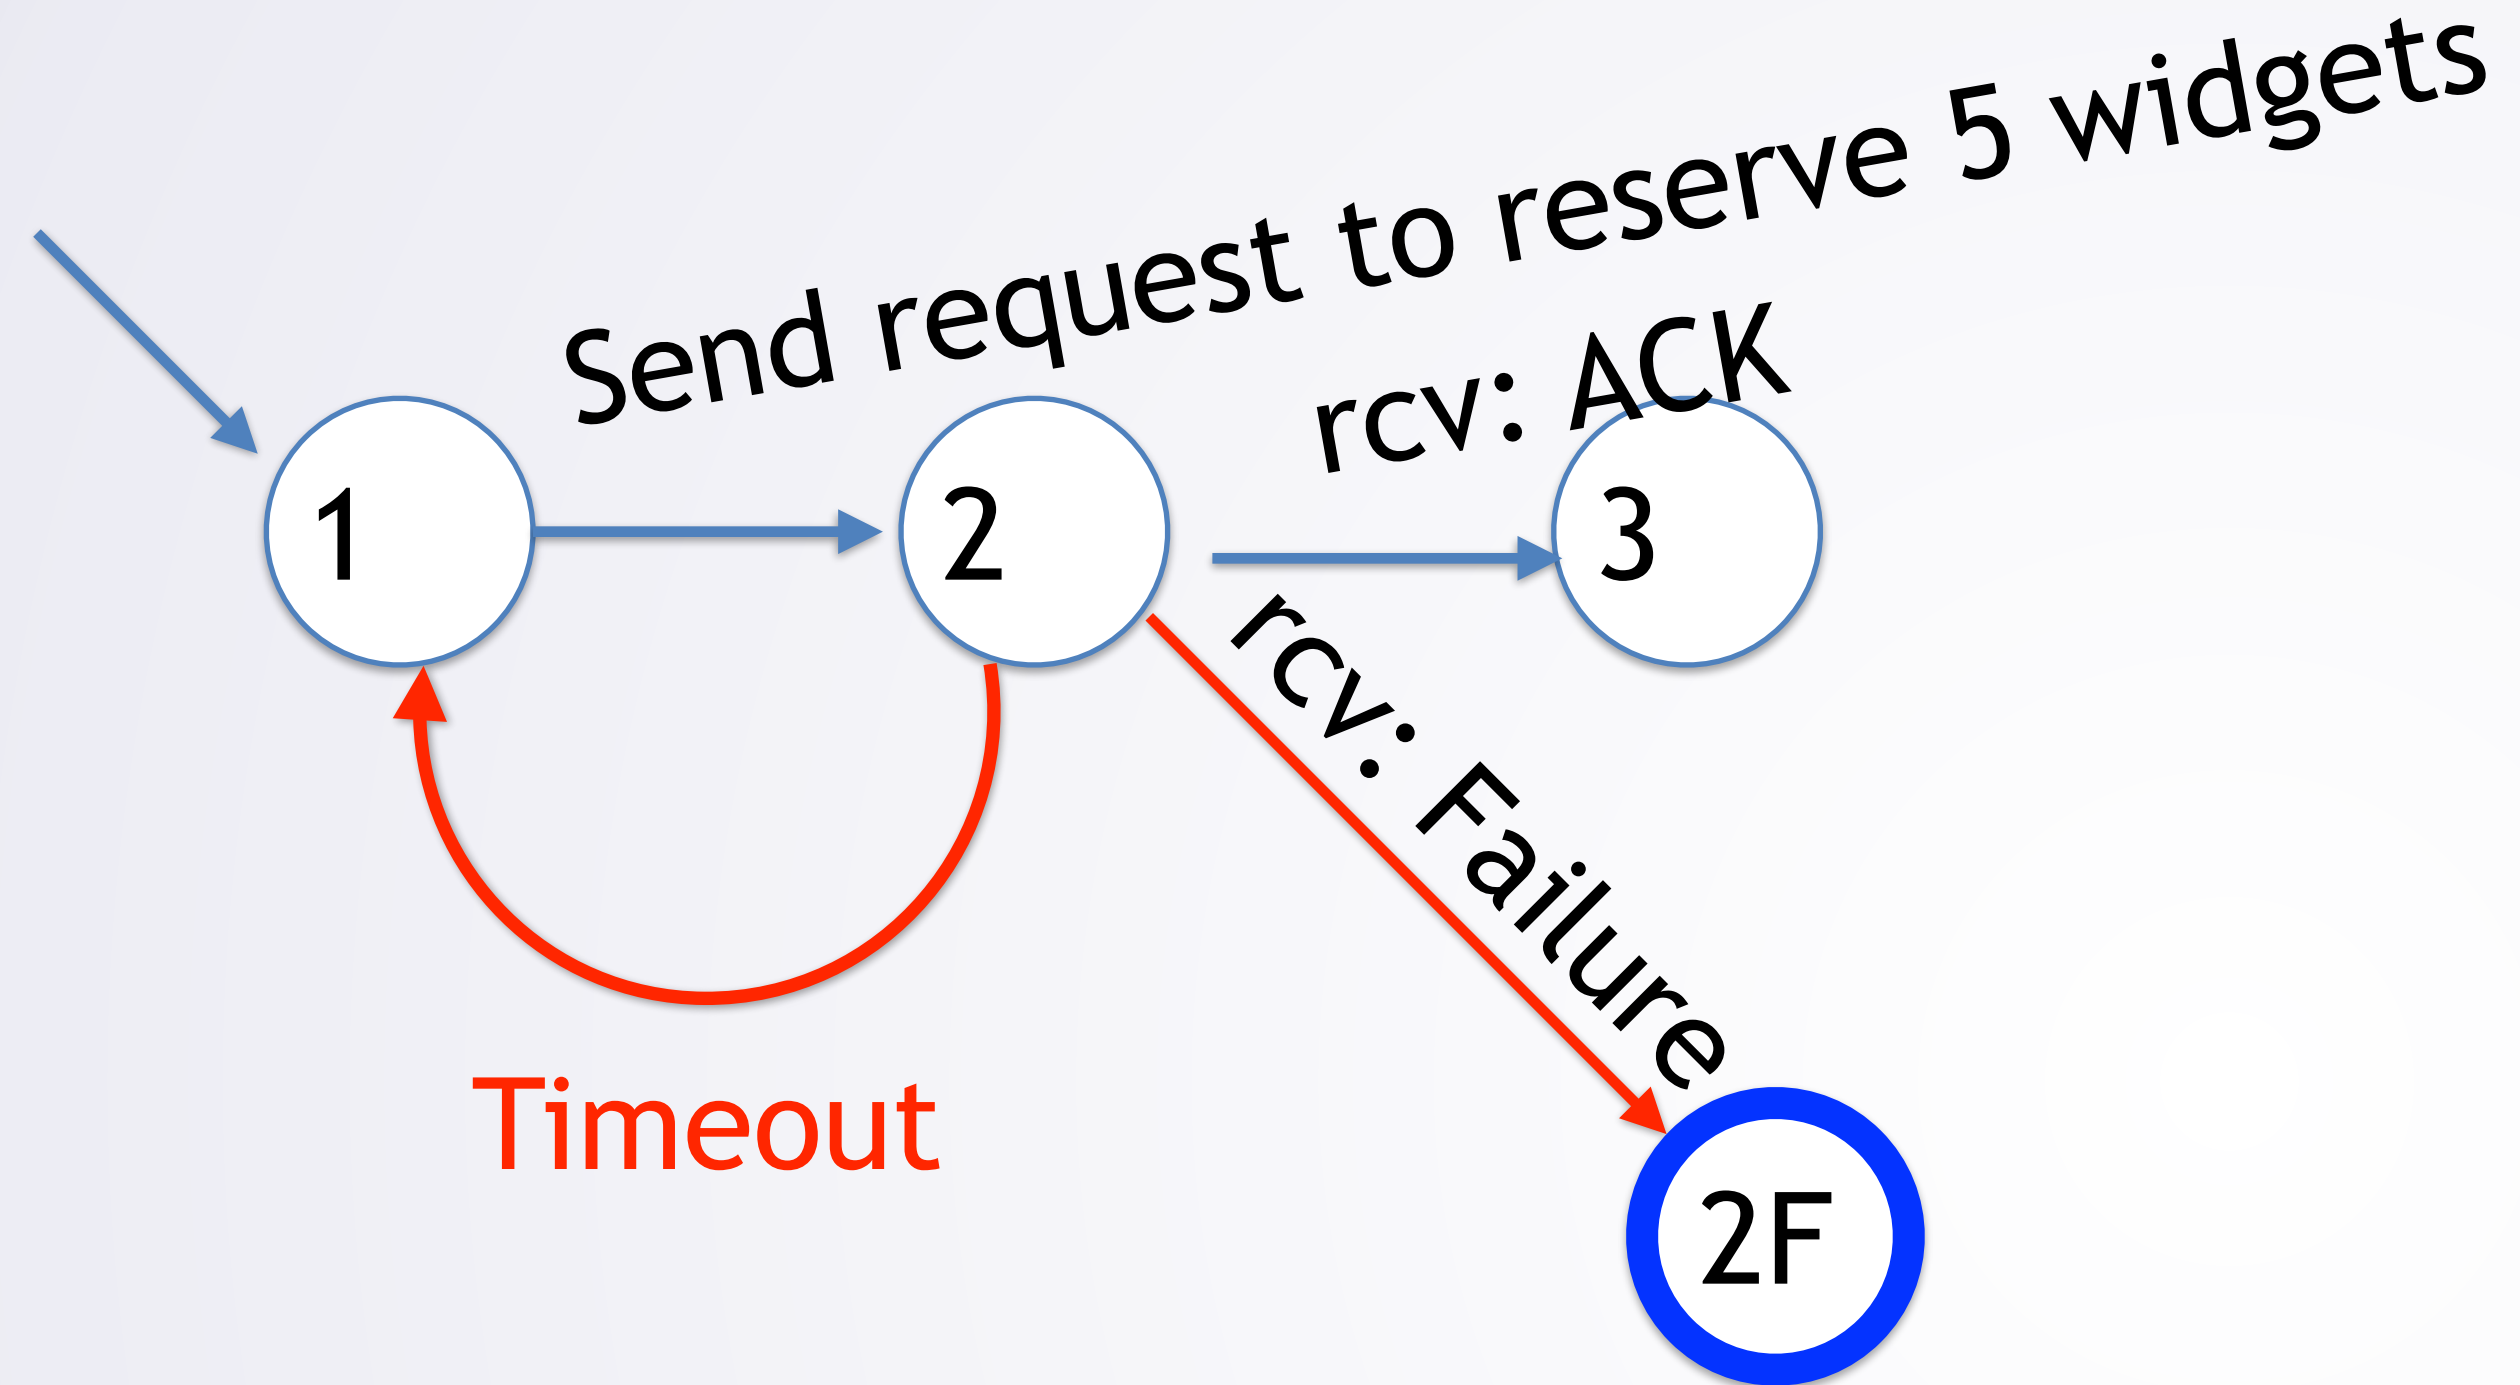 Send request to reserve 5 widgets
rcv: ACK
1
2
3
rcv: Failure
Timeout
2F